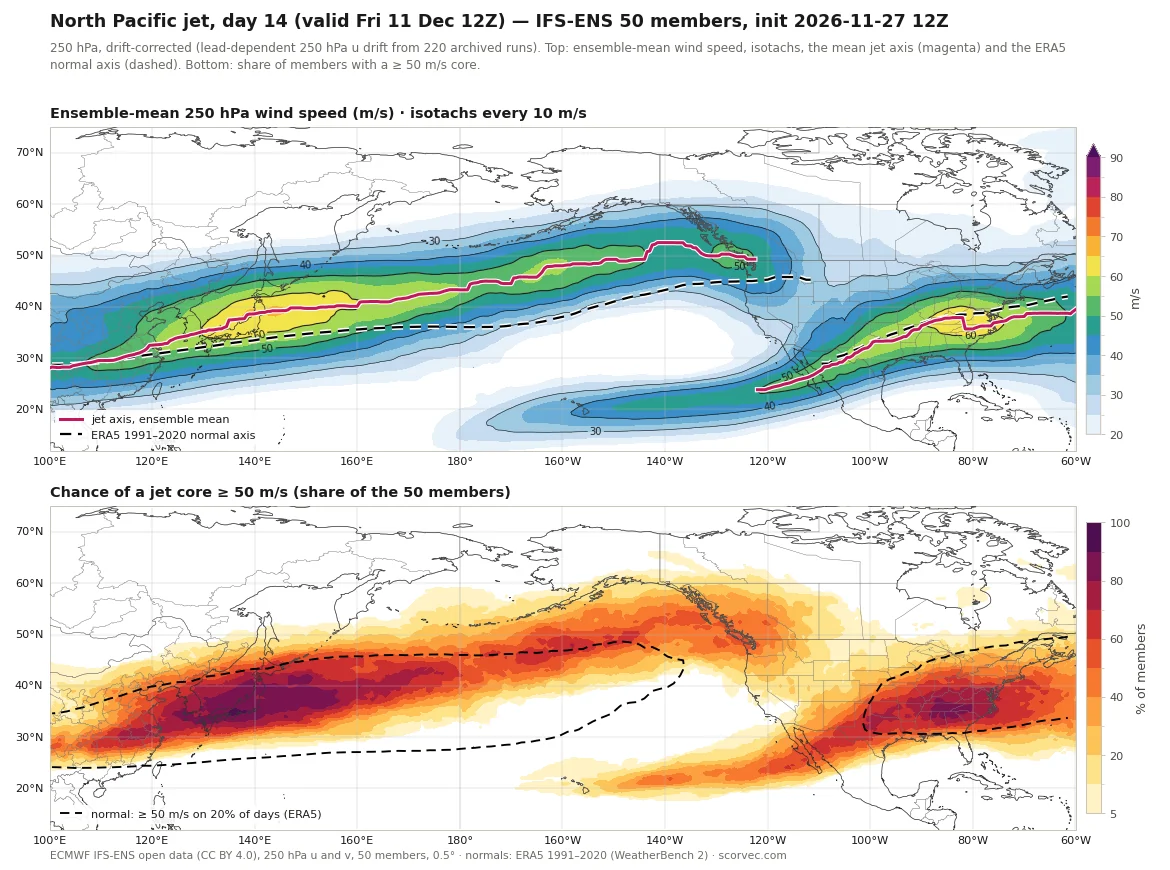 North Pacific jet, day 14 (valid Fri 11 Dec 12Z) — IFS-ENS 50 members, init 2026-11-27 12Z
250 hPa, drift-corrected (lead-dependent 250 hPa u drift from 220 archived runs). Top: ensemble-mean wind speed, isotachs, the mean jet axis (magenta) and the ERA5
normal axis (dashed). Bottom: share of members with a ≥ 50 m/s core.
Ensemble-mean 250 hPa wind speed (m/s) · isotachs every 10 m/s
70°N
60°N
50°N
40°N
30°N
20°N
30
40
50
50
60
50
40
30
60
jet axis, ensemble mean
ERA5 1991–2020 normal axis
100°E 120°E 140°E 160°E 180° 160°W 140°W 120°W 100°W 80°W 60°W
90
80
70
60
50
40
30
20
m/s
Chance of a jet core ≥ 50 m/s (share of the 50 members)
70°N
60°N
50°N
40°N
30°N
20°N
normal: ≥ 50 m/s on 20% of days (ERA5)
100°E 120°E 140°E 160°E 180° 160°W 140°W 120°W 100°W 80°W 60°W
100
80
60
40
20
5
% of members
ECMWF IFS-ENS open data (CC BY 4.0), 250 hPa u and v, 50 members, 0.5° · normals: ERA5 1991–2020 (WeatherBench 2) · scorvec.com